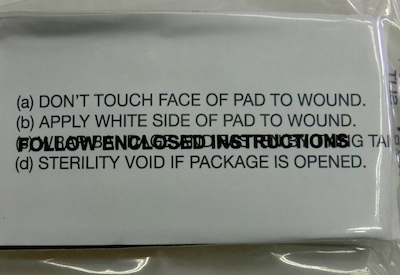 (a) DON'T TOUCH FACE OF PAD TO WOUND.
(b) APPLY WHITE SIDE OF PAD TO WOUND.
FOLLOW ENCLOSED INSTRUCTIONS
(d) STERILITY VOID IF PACKAGE IS OPENED.